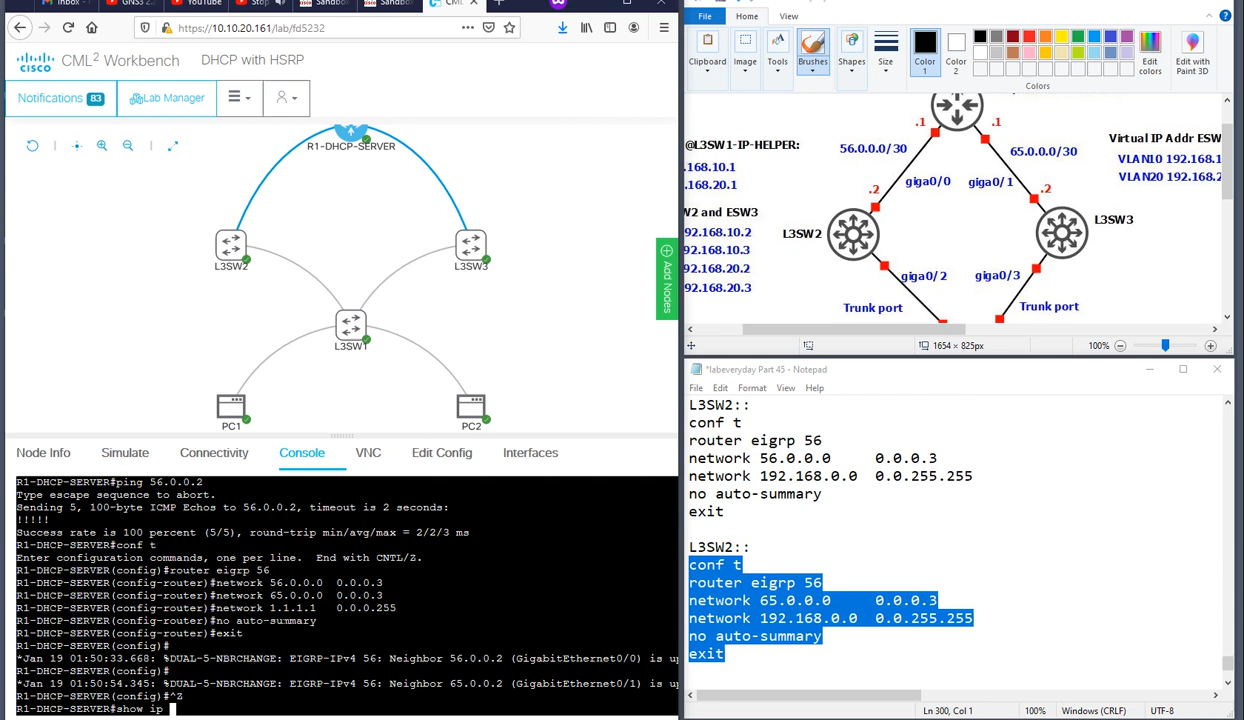 Inbox -
GNS3 2.
YouTube
Stop
Sandbox
Sandbox
CML
https://10.10.20.161/lab/fd5232
CISCO
CML² Workbench
DHCP with HSRP
Notifications 83
Lab Manager
R1-DHCP-SERVER
L3SW2
L3SW3
L3SW1
PC1
PC2
Add Nodes
Node Info
Simulate
Connectivity
Console
VNC
Edit Config
Interfaces
R1-DHCP-SERVER#ping 56.0.0.2
Type escape sequence to abort.
Sending 5, 100-byte ICMP Echos to 56.0.0.2, timeout is 2 seconds:
!!!!!
Success rate is 100 percent (5/5), round-trip min/avg/max = 2/2/3 ms
R1-DHCP-SERVER#conf t
Enter configuration commands, one per line. End with CNTL/Z.
R1-DHCP-SERVER(config)#router eigrp 56
R1-DHCP-SERVER(config-router)#network 56.0.0.0 0.0.0.3
R1-DHCP-SERVER(config-router)#network 65.0.0.0 0.0.0.3
R1-DHCP-SERVER(config-router)#network 1.1.1.1 0.0.0.255
R1-DHCP-SERVER(config-router)#no auto-summary
R1-DHCP-SERVER(config-router)#exit
R1-DHCP-SERVER(config)#
*Jan 19 01:50:33.668: %DUAL-5-NBRCHANGE: EIGRP-IPv4 56: Neighbor 56.0.0.2 (GigabitEthernet0/0) is up
R1-DHCP-SERVER(config)#
*Jan 19 01:50:54.345: %DUAL-5-NBRCHANGE: EIGRP-IPv4 56: Neighbor 65.0.0.2 (GigabitEthernet0/1) is up
R1-DHCP-SERVER(config)#^Z
R1-DHCP-SERVER#show ip
File
Home
View
Clipboard
Image
Tools
Brushes
Shapes
Size
Color 1
Color 2
Edit colors
Edit with Paint 3D
Colors
@L3SW1-IP-HELPER:
.168.10.1
.168.20.1
W2 and ESW3
92.168.10.2
92.168.10.3
92.168.20.2
92.168.20.3
.1
.1
56.0.0.0/30
65.0.0.0/30
giga0/0
giga0/1
.2
.2
L3SW2
L3SW3
giga0/2
giga0/3
Trunk port
Trunk port
Virtual IP Addr ESW
VLAN10 192.168.1
VLAN20 192.168.2
1654 × 825px
100%
*labeveryday Part 45 - Notepad
File
Edit
Format
View
Help
L3SW2::
conf t
router eigrp 56
network 56.0.0.0 0.0.0.3
network 192.168.0.0 0.0.255.255
no auto-summary
exit
L3SW2::
conf t
router eigrp 56
network 65.0.0.0 0.0.0.3
network 192.168.0.0 0.0.255.255
no auto-summary
exit
Ln 300, Col 1
100%
Windows (CRLF)
UTF-8